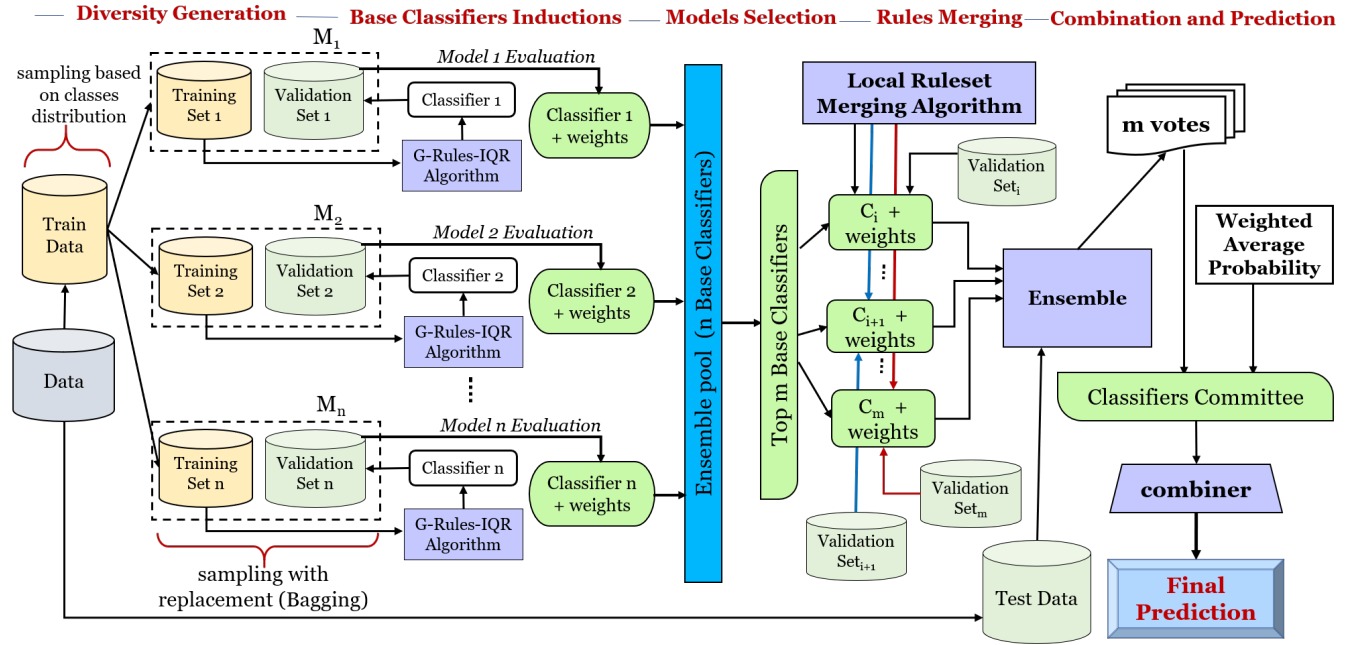 Diversity Generation
Base Classifiers Inductions
Models Selection
Rules Merging
Combination and Prediction
sampling based
on classes
distribution
Train
Data
Data
M1
Training
Set 1
Validation
Set 1
Model 1 Evaluation
Classifier 1
G-Rules-IQR
Algorithm
Classifier 1
+ weights
M2
Training
Set 2
Validation
Set 2
Model 2 Evaluation
Classifier 2
G-Rules-IQR
Algorithm
Classifier 2
+ weights
Mn
Training
Set n
Validation
Set n
Model n Evaluation
Classifier n
G-Rules-IQR
Algorithm
Classifier n
+ weights
sampling with
replacement (Bagging)
Ensemble pool (n Base Classifiers)
Top m Base Classifiers
Local Ruleset
Merging Algorithm
Validation
Seti
Ci +
weights
...
Ci+1 +
weights
...
Cm +
weights
Validation
Setm
Validation
Seti+1
Ensemble
Test Data
m votes
Weighted
Average
Probability
Classifiers Committee
combiner
Final
Prediction